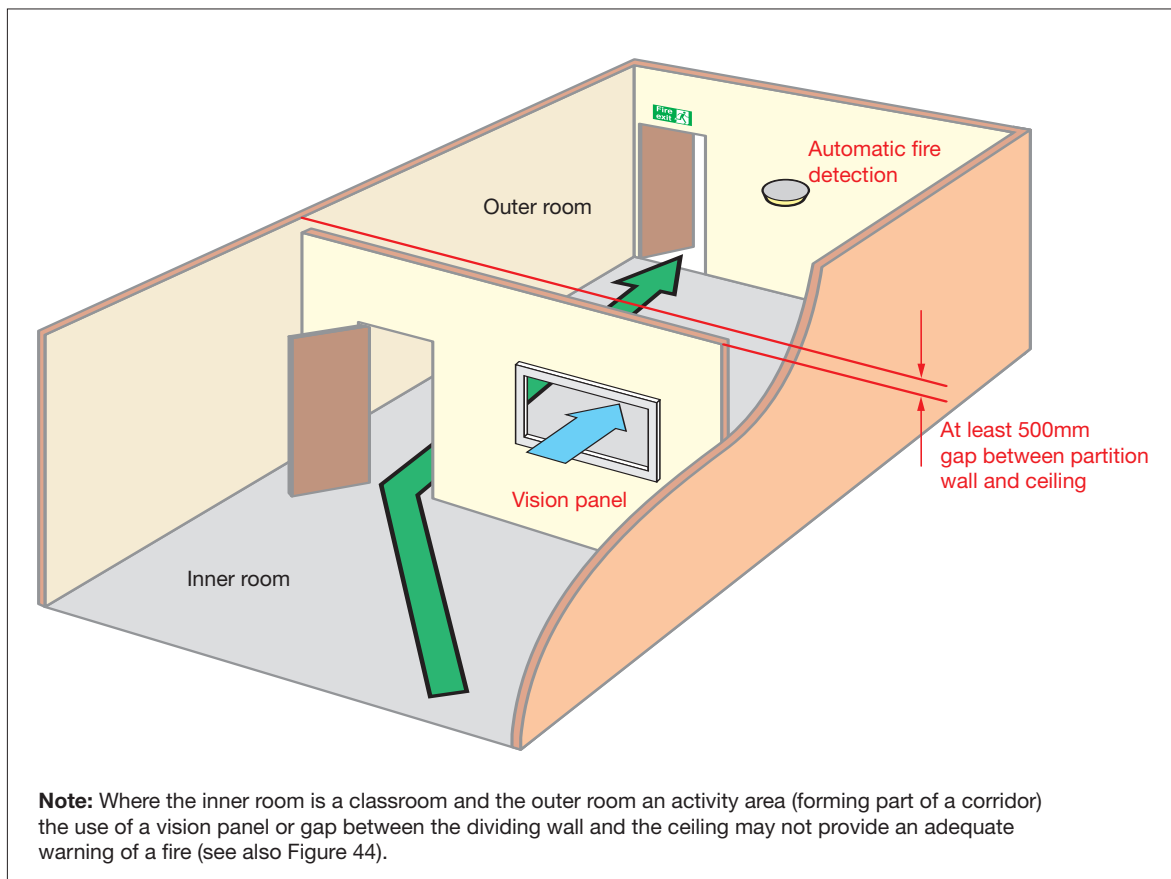 Fire
exit
Automatic fire
detection
Outer room
At least 500mm
gap between partition
wall and ceiling
Vision panel
Inner room
Note: Where the inner room is a classroom and the outer room an activity area (forming part of a corridor)
the use of a vision panel or gap between the dividing wall and the ceiling may not provide an adequate
warning of a fire (see also Figure 44).